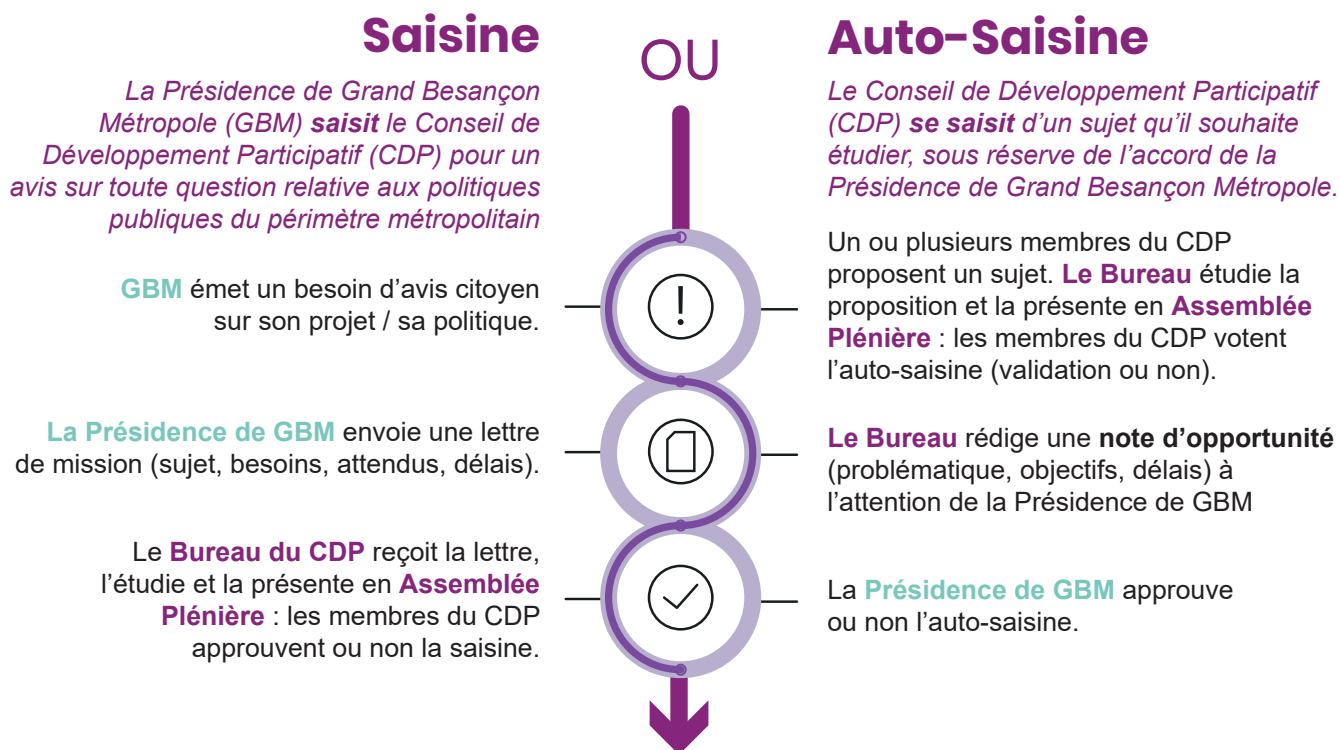 Saisine
La Présidence de Grand Besançon
Métropole (GBM) saisit le Conseil de
Développement Participatif (CDP) pour un
avis sur toute question relative aux politiques
publiques du périmètre métropolitain
GBM émet un besoin d'avis citoyen
sur son projet / sa politique.
La Présidence de GBM envoie une lettre
de mission (sujet, besoins, attendus, délais).
Le Bureau du CDP reçoit la lettre,
l'étudie et la présente en Assemblée
Plénière : les membres du CDP
approuvent ou non la saisine.
OU
Auto-Saisine
Le Conseil de Développement Participatif
(CDP) se saisit d'un sujet qu'il souhaite
étudier, sous réserve de l'accord de la
Présidence de Grand Besançon Métropole.
Un ou plusieurs membres du CDP
proposent un sujet. Le Bureau étudie la
proposition et la présente en Assemblée
Plénière : les membres du CDP votent
l'auto-saisine (validation ou non).
Le Bureau rédige une note d'opportunité
(problématique, objectifs, délais) à
l'attention de la Présidence de GBM
La Présidence de GBM approuve
ou non l'auto-saisine.